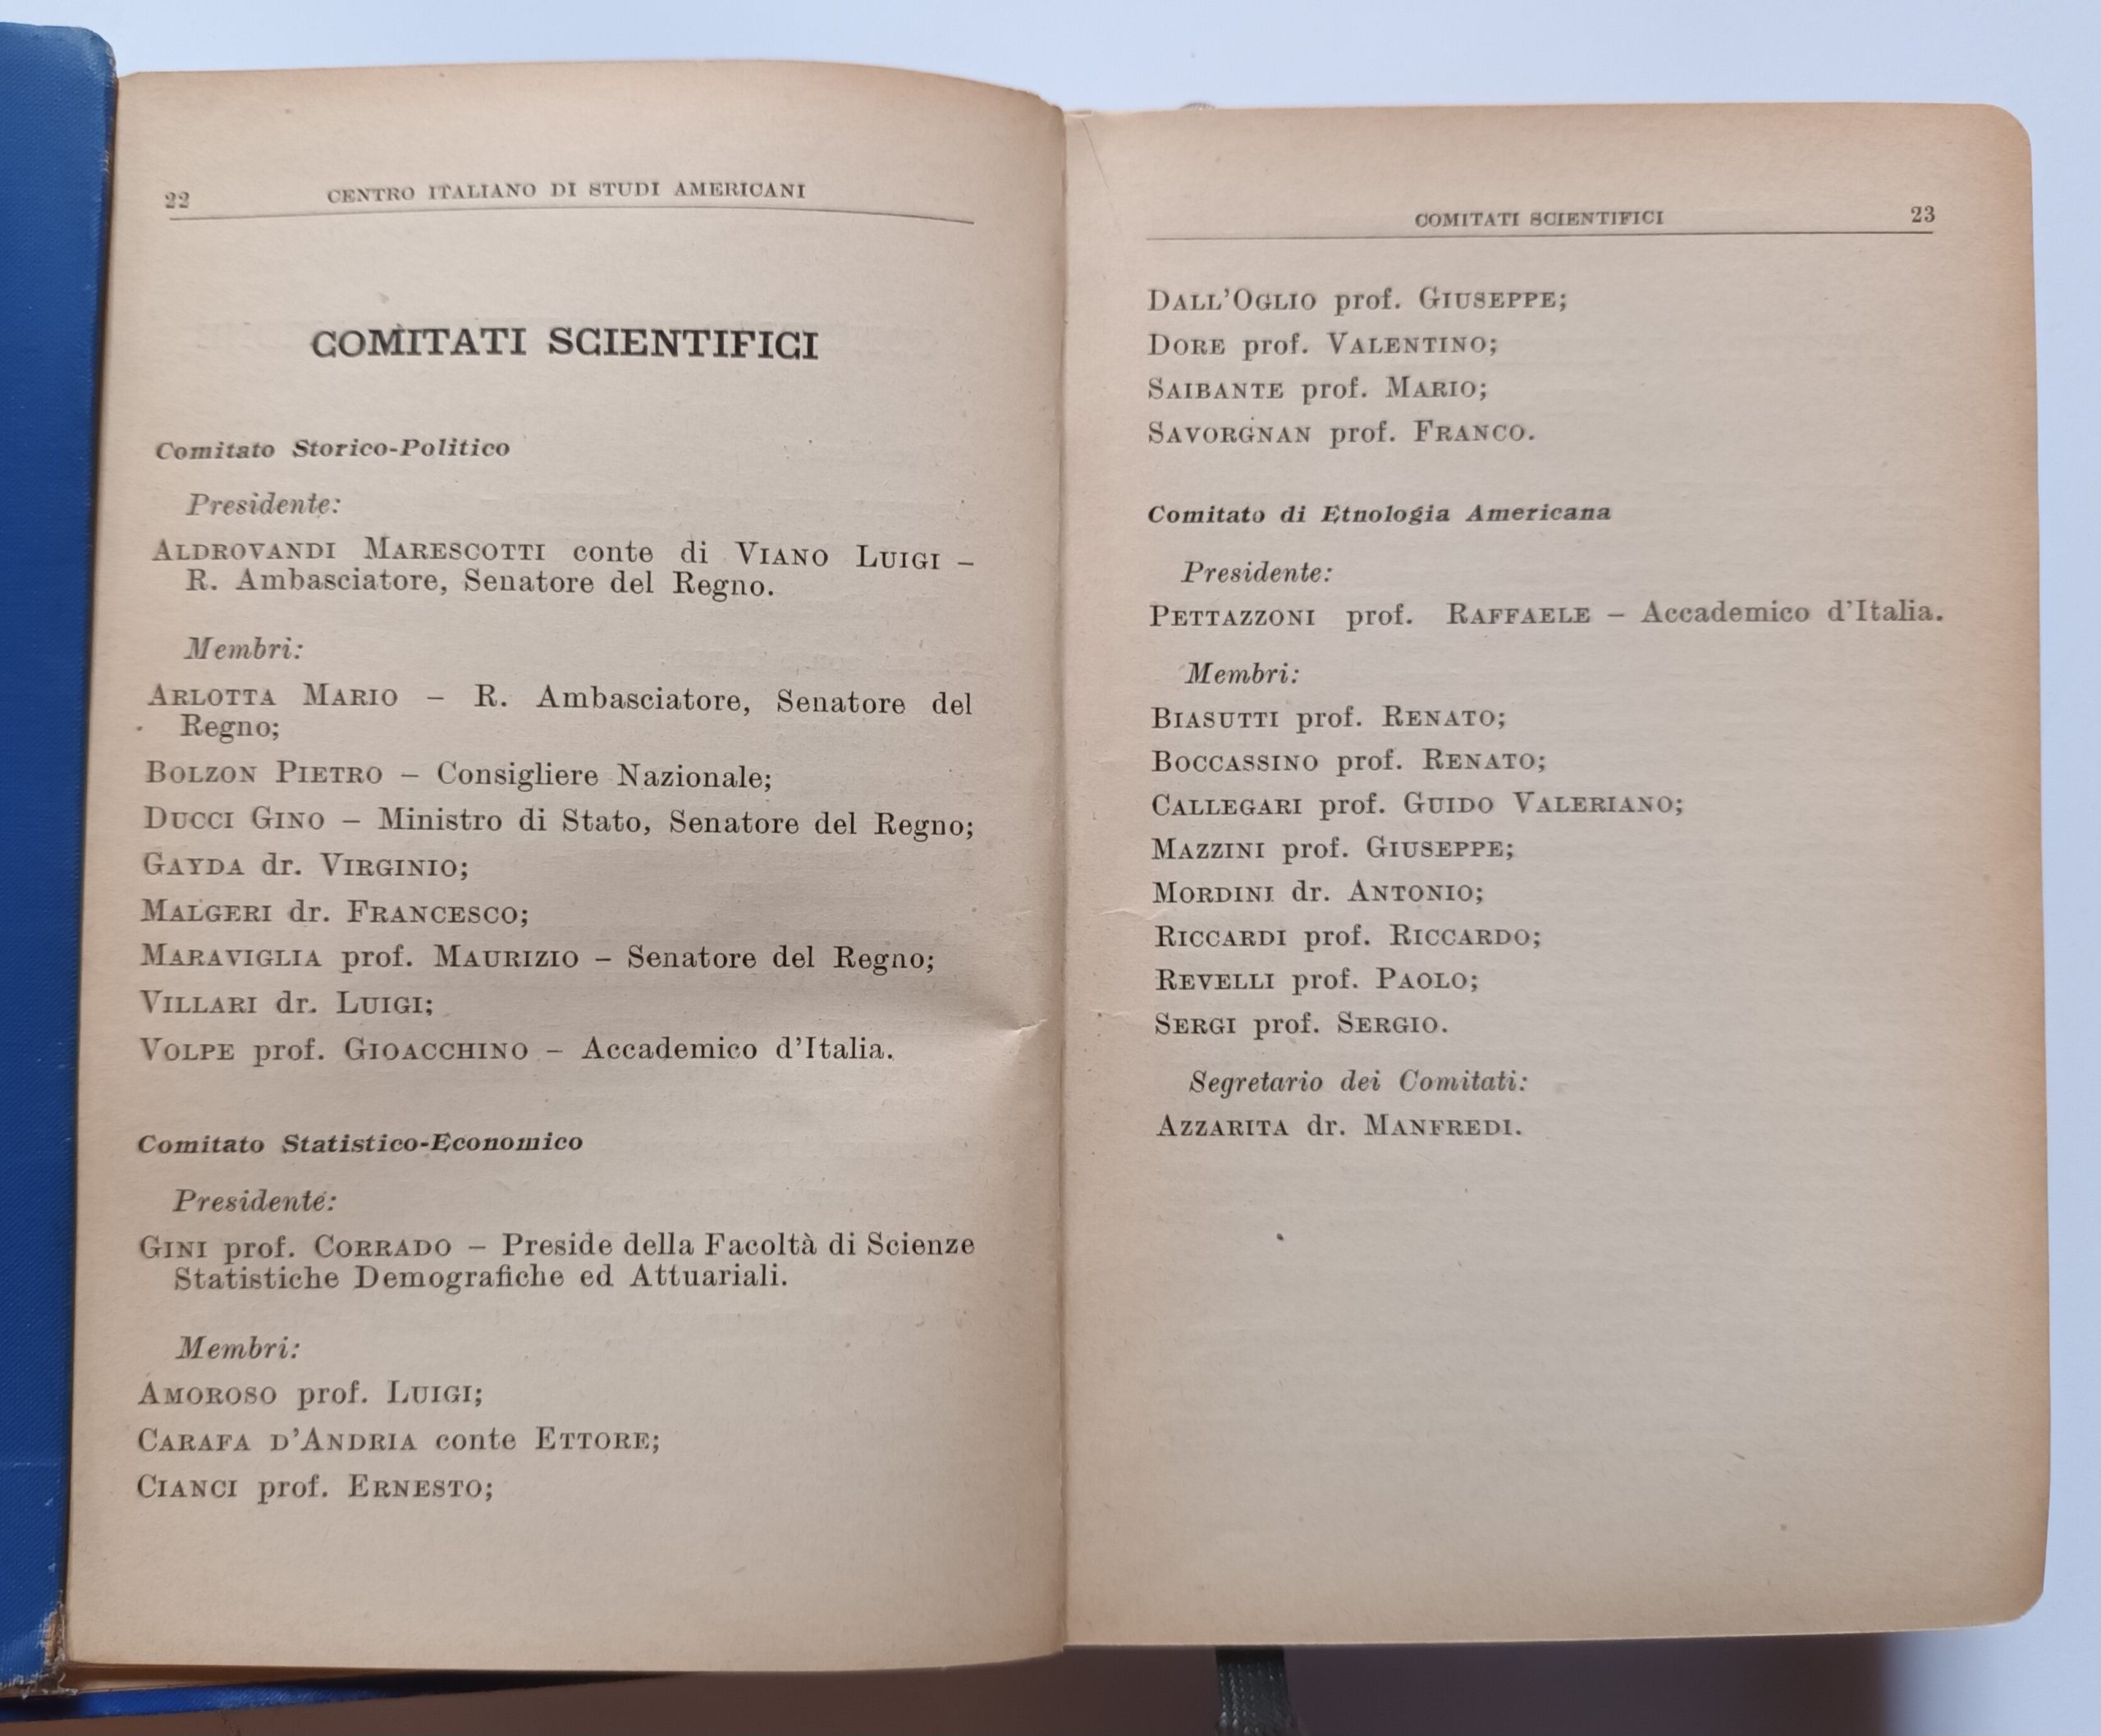 22 CENTRO ITALIANO DI STUDI AMERICANI
COMITATI SCIENTIFICI
Comitato Storico-Politico
Presidente:
ALDROVANDI MARESCOTTI conte di VIANO LUIGI –
R. Ambasciatore, Senatore del Regno.
Membri:
ARLOTTA MARIO – R. Ambasciatore, Senatore del
Regno;
BOLZON PIETRO – Consigliere Nazionale;
DUCCI GINO – Ministro di Stato, Senatore del Regno;
GAYDA dr. VIRGINIO;
MALGERI dr. FRANCESCO;
MARAVIGLIA prof. MAURIZIO – Senatore del Regno;
VILLARI dr. LUIGI;
VOLPE prof. GIOACCHINO – Accademico d'Italia.
Comitato Statistico-Economico
Presidente:
GINI prof. CORRADO – Preside della Facoltà di Scienze
Statistiche Demografiche ed Attuariali.
Membri:
AMOROSO prof. LUIGI;
CARAFA D'ANDRIA conte ETTORE;
CIANCI prof. ERNESTO;
COMITATI SCIENTIFICI 23
DALL'OGLIO prof. GIUSEPPE;
DORE prof. VALENTINO;
SAIBANTE prof. MARIO;
SAVORGNAN prof. FRANCO.
Comitato di Etnologia Americana
Presidente:
PETTAZZONI prof. RAFFAELE – Accademico d'Italia.
Membri:
BIASUTTI prof. RENATO;
BOCCASSINO prof. RENATO;
CALLEGARI prof. GUIDO VALERIANO;
MAZZINI prof. GIUSEPPE;
MORDINI dr. ANTONIO;
RICCARDI prof. RICCARDO;
REVELLI prof. PAOLO;
SERGI prof. SERGIO.
Segretario dei Comitati:
AZZARITA dr. MANFREDI.